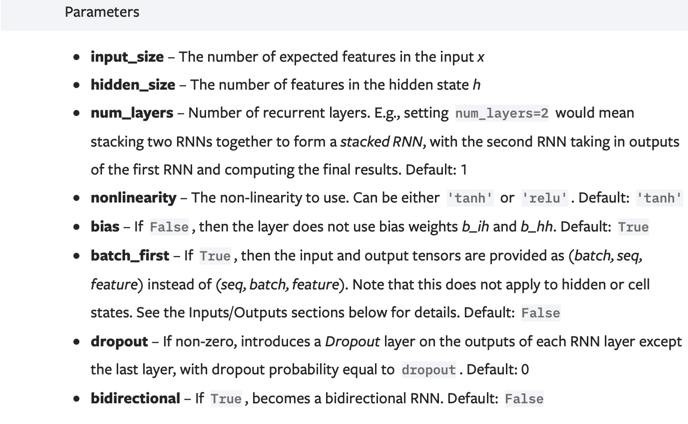 Parameters
• input_size – The number of expected features in the input x
• hidden_size – The number of features in the hidden state h
• num_layers – Number of recurrent layers. E.g., setting num_layers=2 would mean
stacking two RNNs together to form a stacked RNN, with the second RNN taking in outputs
of the first RNN and computing the final results. Default: 1
• nonlinearity – The non-linearity to use. Can be either 'tanh' or 'relu'. Default: 'tanh'
• bias – If False, then the layer does not use bias weights b_ih and b_hh. Default: True
• batch_first – If True, then the input and output tensors are provided as (batch, seq,
feature) instead of (seq, batch, feature). Note that this does not apply to hidden or cell
states. See the Inputs/Outputs sections below for details. Default: False
• dropout – If non-zero, introduces a Dropout layer on the outputs of each RNN layer except
the last layer, with dropout probability equal to dropout. Default: 0
• bidirectional – If True, becomes a bidirectional RNN. Default: False